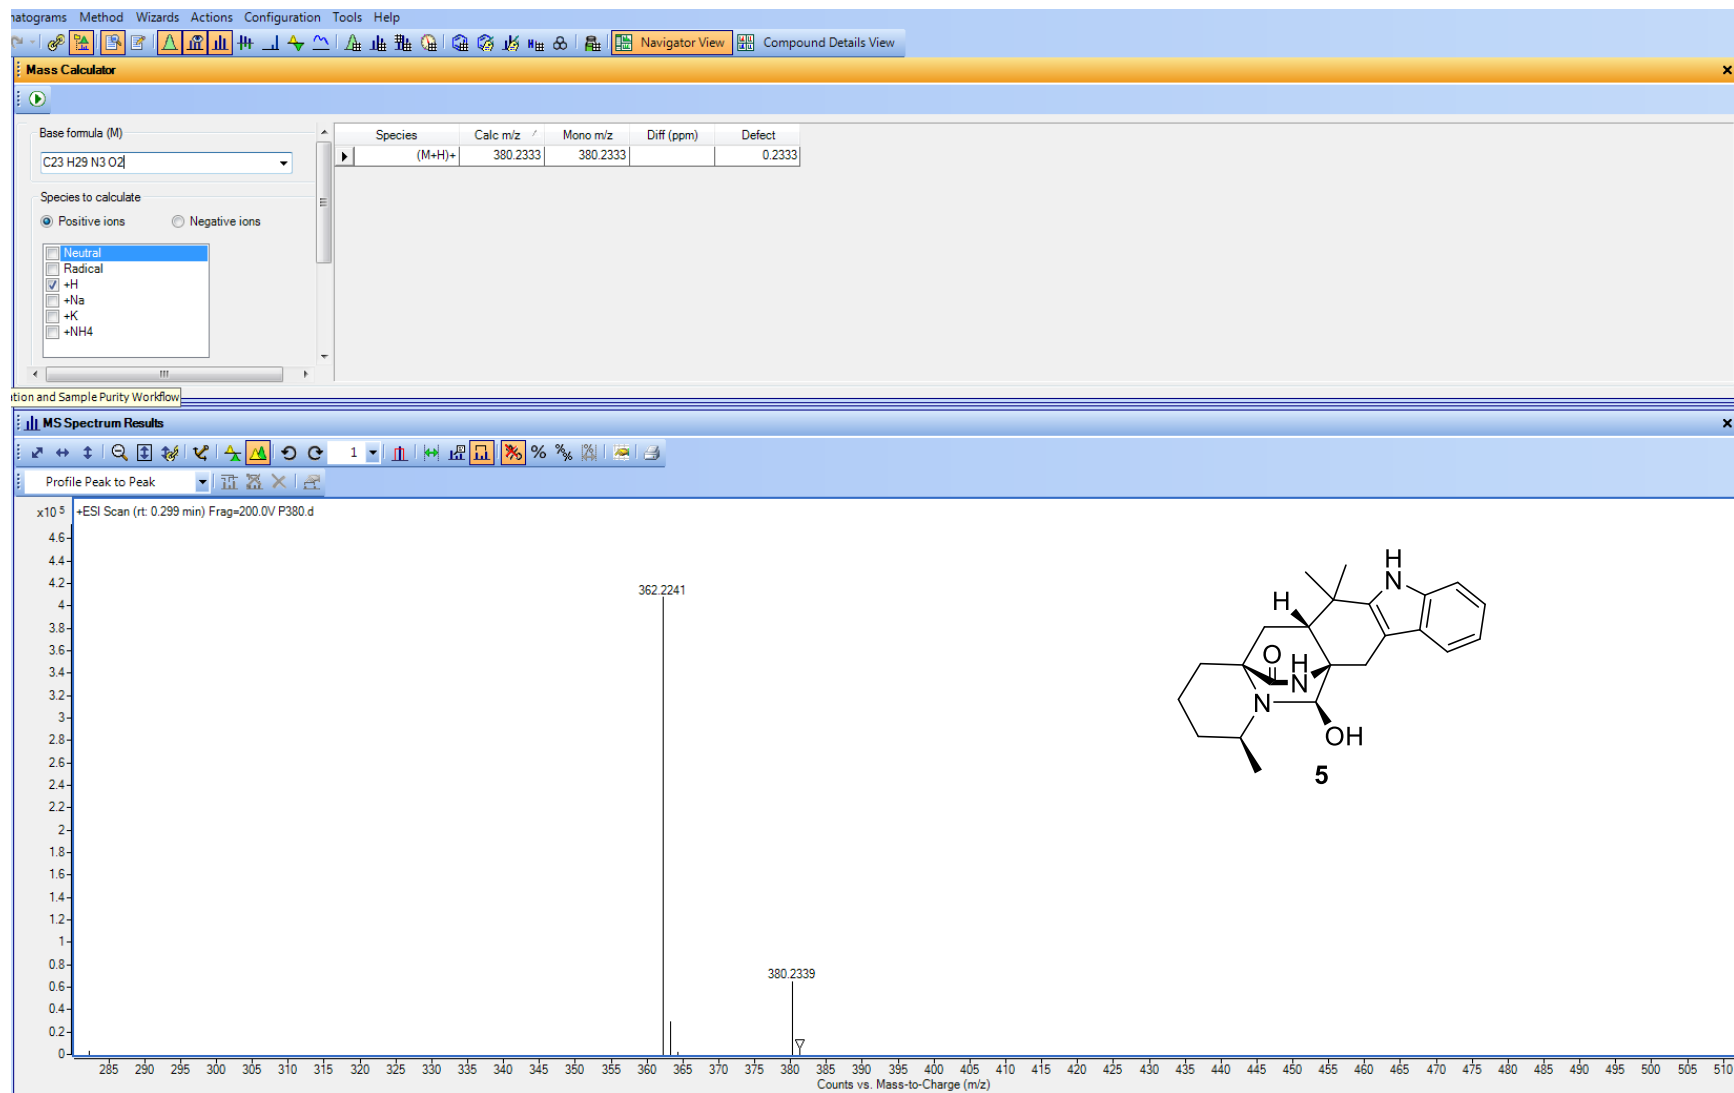 atograms Method Wizards Actions Configuration Tools Help
Navigator View Compound Details View
Mass Calculator
Base formula (M)
C23 H29 N3 O2
Species to calculate
Positive ions Negative ions
Neutral
Radical
+H
+Na
+K
+NH4
Species Calc m/z Mono m/z Diff (ppm) Defect
(M+H)+ 380.2333 380.2333 0.2333
ition and Sample Purity Workflow
MS Spectrum Results
1
Profile Peak to Peak
x10 5 +ESI Scan (rt: 0.299 min) Frag=200.0V P380.d
4.6
4.4
4.2
4
3.8
3.6
3.4
3.2
3
2.8
2.6
2.4
2.2
2
1.8
1.6
1.4
1.2
1
0.8
0.6
0.4
0.2
0
362.2241
380.2339
H
N
H
O
H
N
N
OH
5
285 290 295 300 305 310 315 320 325 330 335 340 345 350 355 360 365 370 375 380 385 390 395 400 405 410 415 420 425 430 435 440 445 450 455 460 465 470 475 480 485 490 495 500 505 510
Counts vs. Mass-to-Charge (m/z)